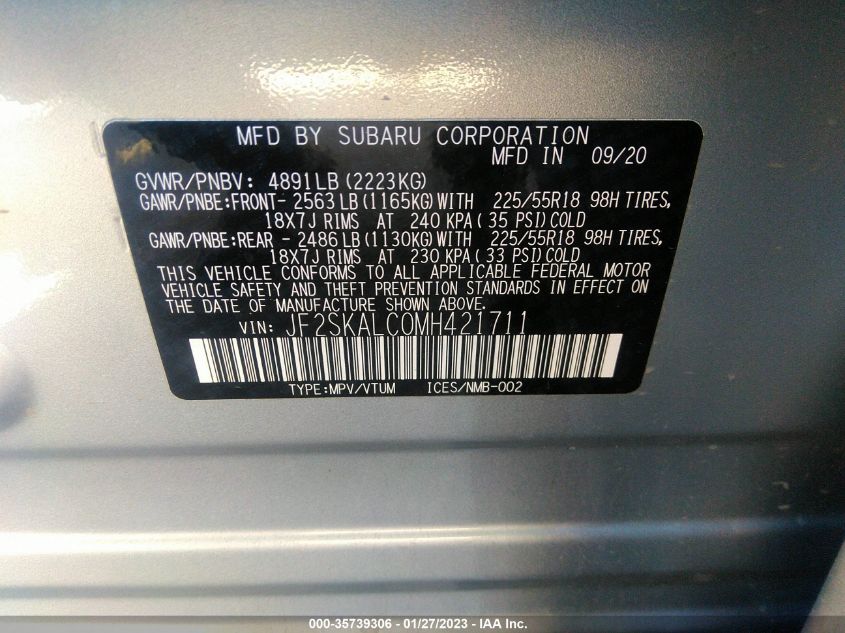 MFD BY SUBARU CORPORATION
MFD IN 09/20
GVWR/PNBV: 4891LB (2223KG)
GAWR/PNBE:FRONT- 2563 LB (1165KG) WITH 225/55R18 98H TIRES,
18X7J RIMS AT 240 KPA ( 35 PSI) COLD
GAWR/PNBE:REAR - 2486 LB (1130KG) WITH 225/55R18 98H TIRES,
18X7J RIMS AT 230 KPA ( 33 PSI) COLD
THIS VEHICLE CONFORMS TO ALL APPLICABLE FEDERAL MOTOR
VEHICLE SAFETY AND THEFT PREVENTION STANDARDS IN EFFECT ON
THE DATE OF MANUFACTURE SHOWN ABOVE.
VIN: JF2SKALC0MH421711
TYPE:MPV/VTUM ICES/NMB-002
000-35739306 - 01/27/2023 - IAA Inc.